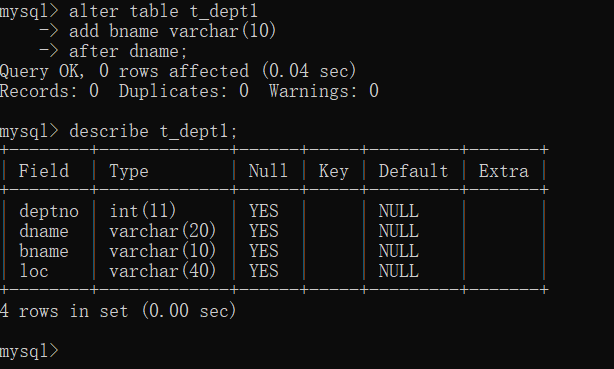 mysql> alter table t_dept1
    -> add bname varchar(10)
    -> after dname;
Query OK, 0 rows affected (0.04 sec)
Records: 0  Duplicates: 0  Warnings: 0

mysql> describe t_dept1;
+--------+-------------+------+-----+---------+-------+
| Field  | Type        | Null | Key | Default | Extra |
+--------+-------------+------+-----+---------+-------+
| deptno | int(11)     | YES  |     | NULL    |       |
| dname  | varchar(20) | YES  |     | NULL    |       |
| bname  | varchar(10) | YES  |     | NULL    |       |
| loc    | varchar(40) | YES  |     | NULL    |       |
+--------+-------------+------+-----+---------+-------+
4 rows in set (0.00 sec)

mysql>